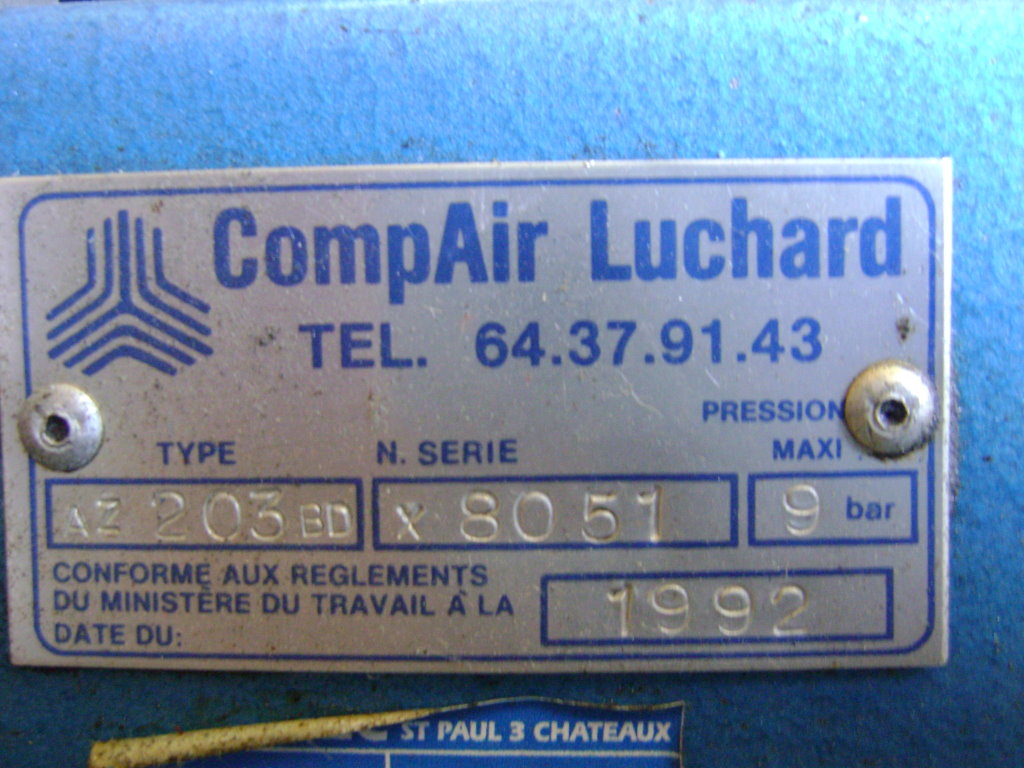 CompAir Luchard
TEL. 64.37.91.43
PRESSION
TYPE N. SERIE MAXI
AZ 203 BD X 8051 9 bar
CONFORME AUX REGLEMENTS
DU MINISTÈRE DU TRAVAIL À LA
DATE DU: 1992
ST PAUL 3 CHATEAUX